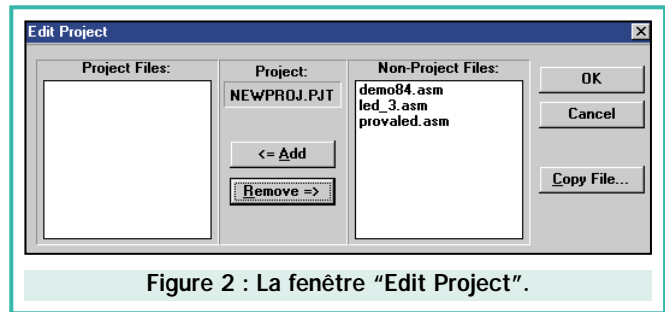 Edit Project
Project Files:
Project:
NEWPROJ.PJT
<= Add
Remove =>
Non-Project Files:
demo84.asm
led_3.asm
provaled.asm
OK
Cancel
Copy File...
Figure 2 : La fenêtre “Edit Project”.